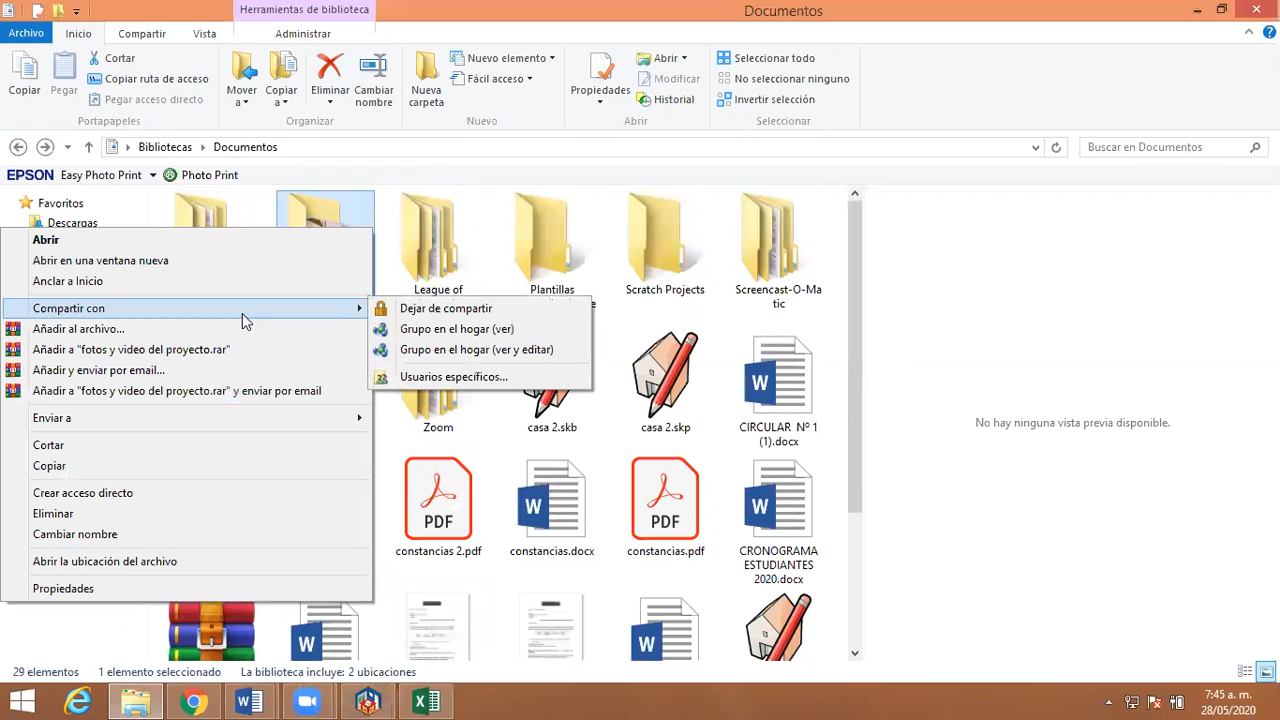 Herramientas de biblioteca
Documentos
Archivo
Inicio
Compartir
Vista
Administrar
Copiar
Pegar
Cortar
Copiar ruta de acceso
Pegar acceso directo
Portapapeles
Mover a
Copiar a
Eliminar
Cambiar nombre
Organizar
Nueva carpeta
Nuevo elemento
Fácil acceso
Nuevo
Propiedades
Abrir
Modificar
Historial
Abrir
Seleccionar todo
No seleccionar ninguno
Invertir selección
Seleccionar
Bibliotecas
Documentos
Buscar en Documentos
EPSON Easy Photo Print
Photo Print
Favoritos
Descargas
Abrir
Abrir en una ventana nueva
Anclar a Inicio
Compartir con
Añadir al archivo...
Añadir a "fotos y video del proyecto.rar"
Añadir y enviar por email...
Añadir a "fotos y video del proyecto.rar" y enviar por email
Enviar a
Cortar
Copiar
Crear acceso directo
Eliminar
Cambiar nombre
Abrir la ubicación del archivo
Propiedades
Dejar de compartir
Grupo en el hogar (ver)
Grupo en el hogar (ver y editar)
Usuarios específicos...
League of
Plantillas
Scratch Projects
Screencast-O-Matic
Zoom
casa 2.skb
casa 2.skp
CIRCULAR Nº 1 (1).docx
PDF
constancias 2.pdf
constancias.docx
PDF
constancias.pdf
CRONOGRAMA
ESTUDIANTES
2020.docx
No hay ninguna vista previa disponible.
29 elementos
1 elemento seleccionado
La biblioteca incluye: 2 ubicaciones
7:45 a. m.
28/05/2020